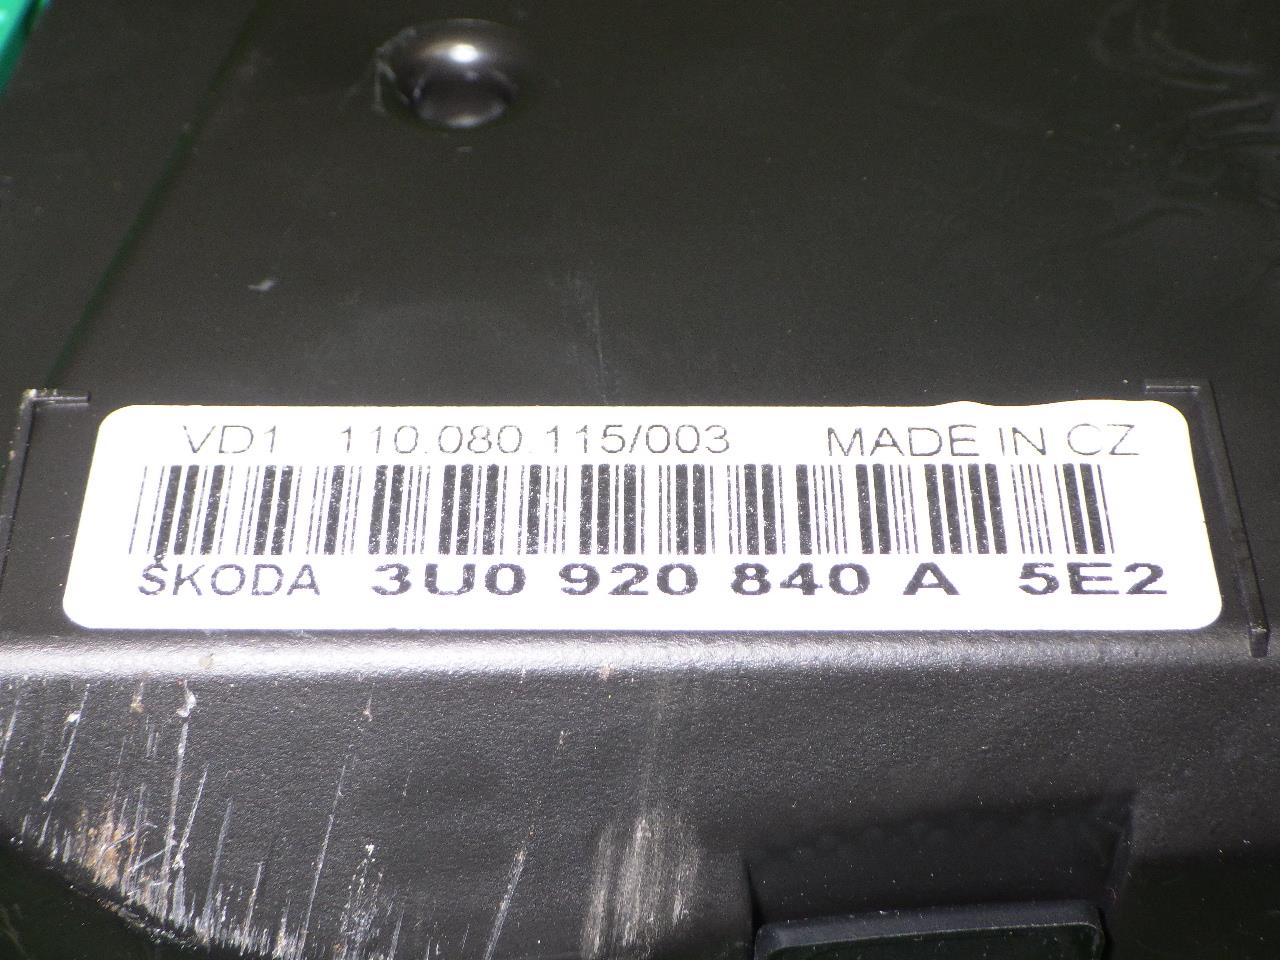 VD1 110.080.115/003 MADE IN CZ
ŠKODA 3U0 920 840 A 5E2